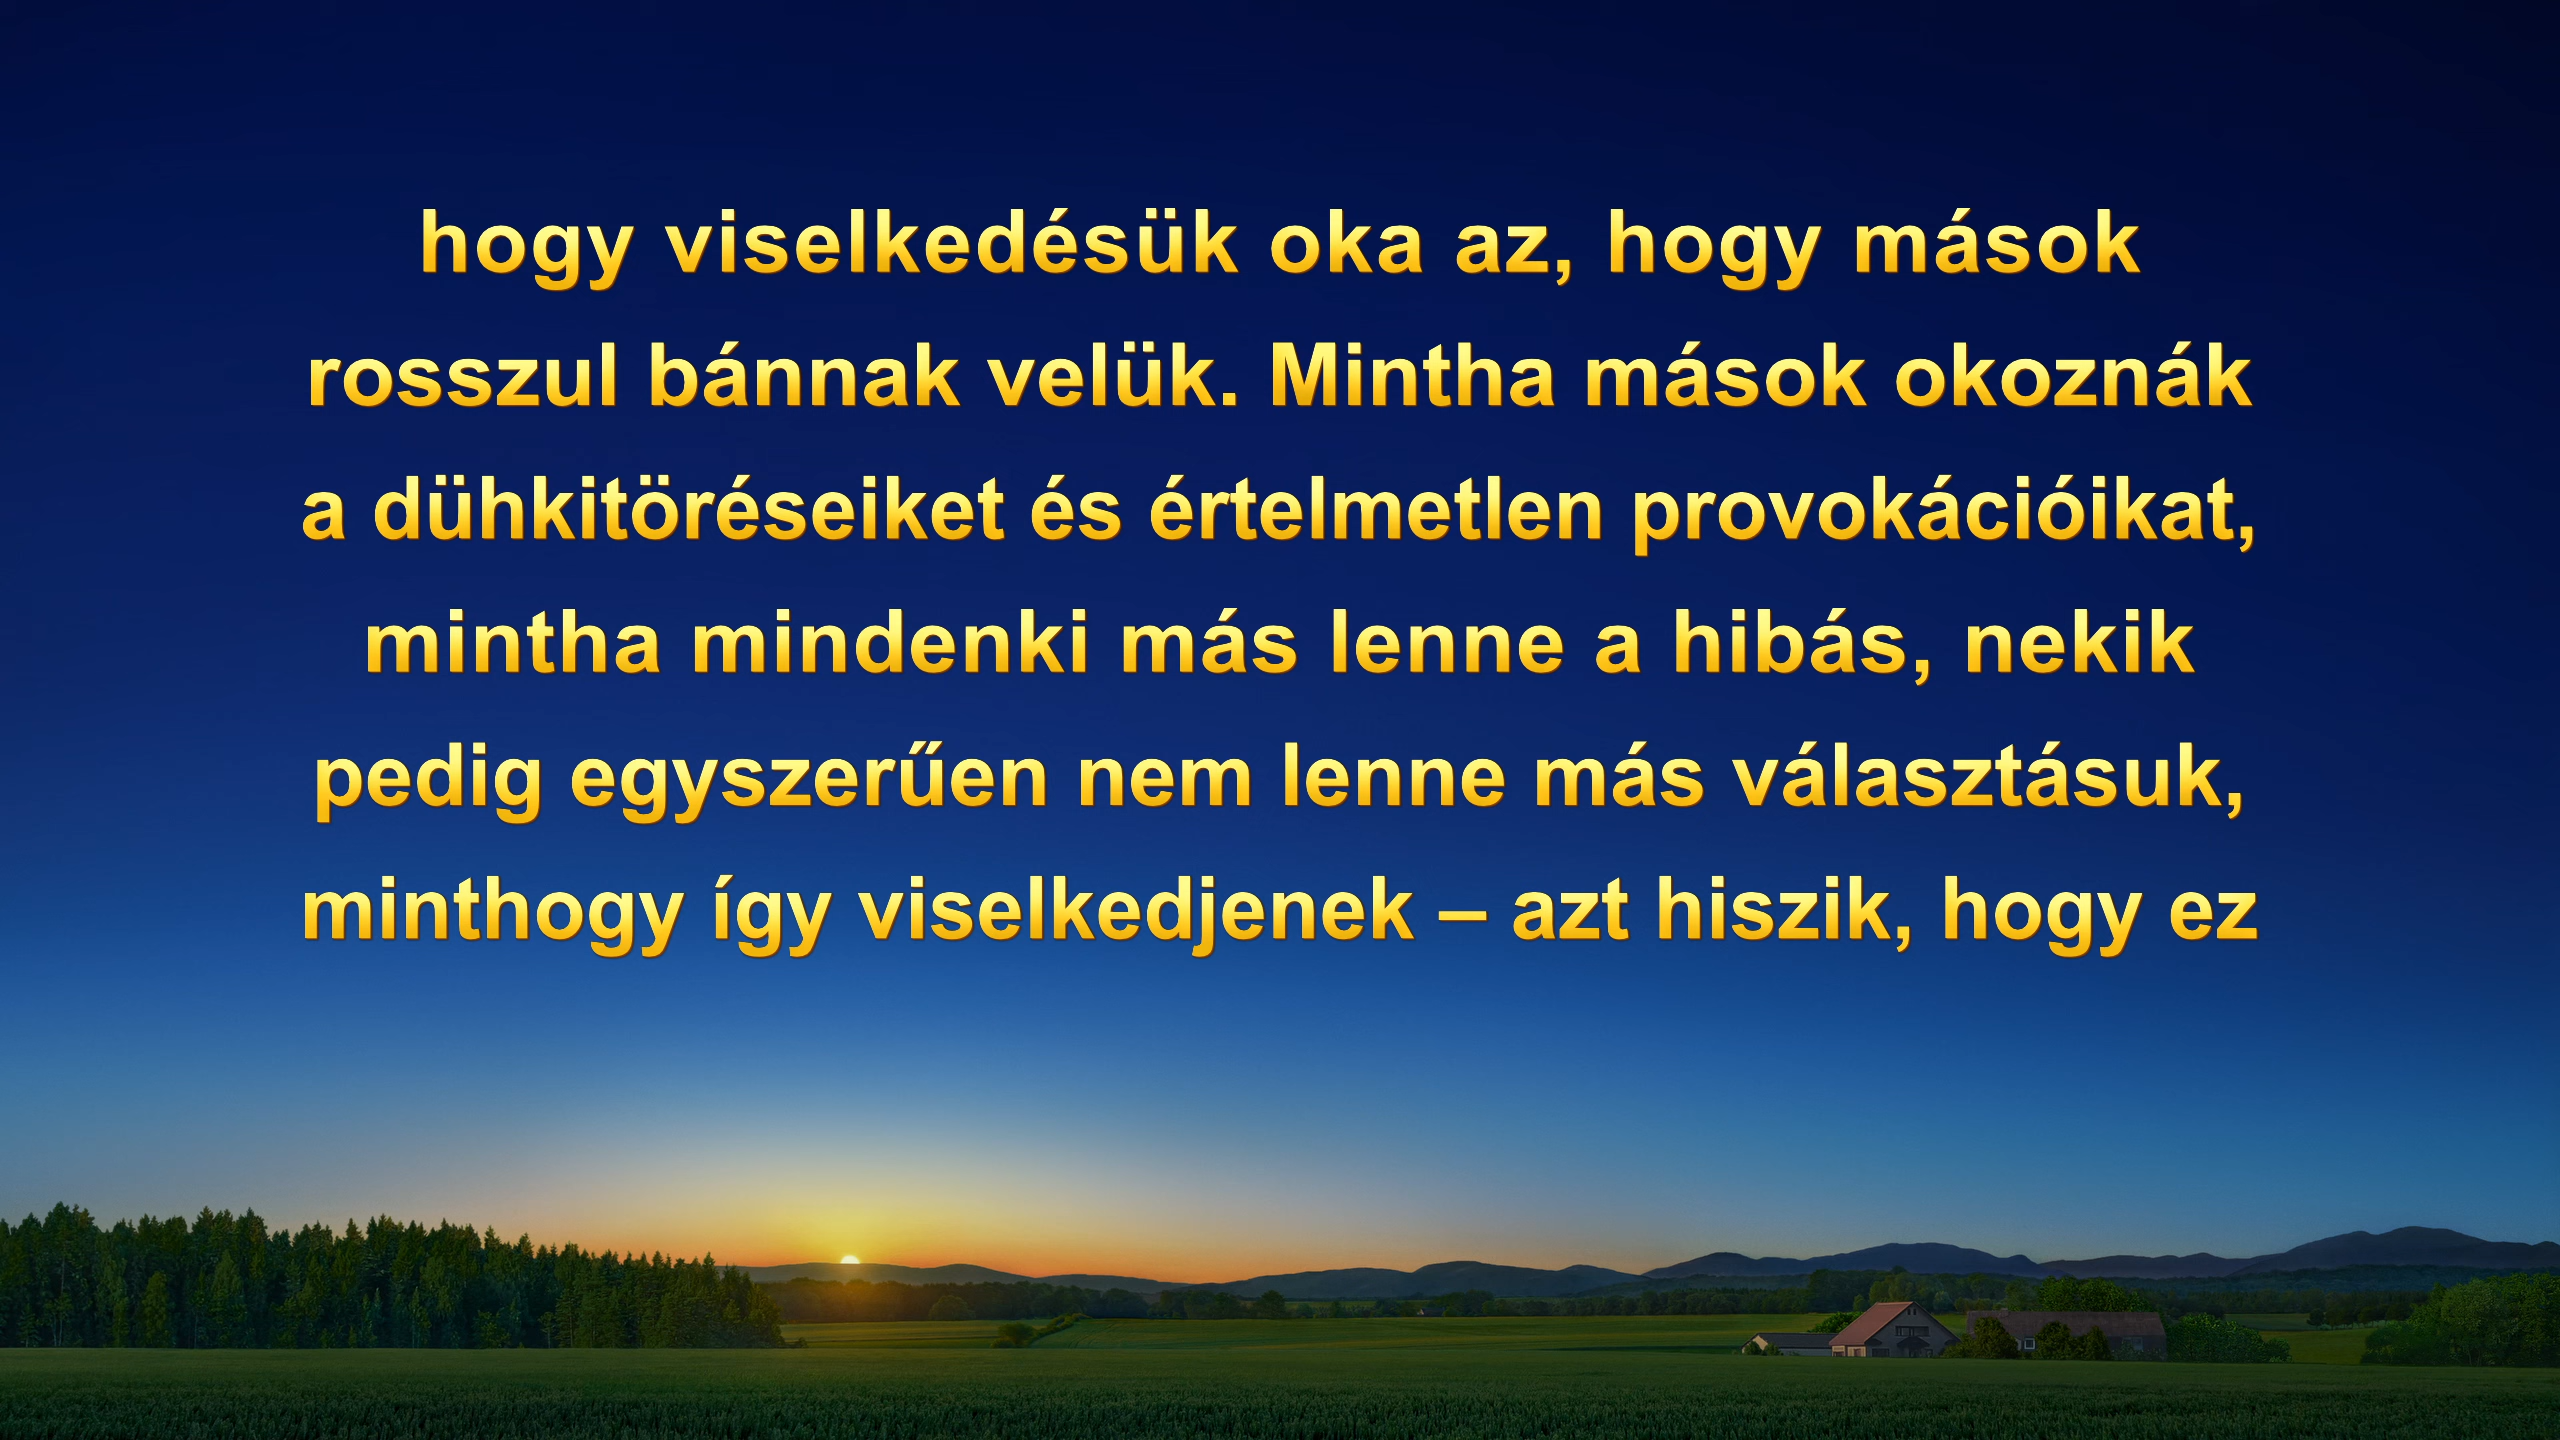 hogy viselkedésük oka az, hogy mások
rosszul bánnak velük. Mintha mások okoznák
a dühkitöréseiket és értelmetlen provokációikat,
mintha mindenki más lenne a hibás, nekik
pedig egyszerűen nem lenne más választásuk,
minthogy így viselkedjenek – azt hiszik, hogy ez